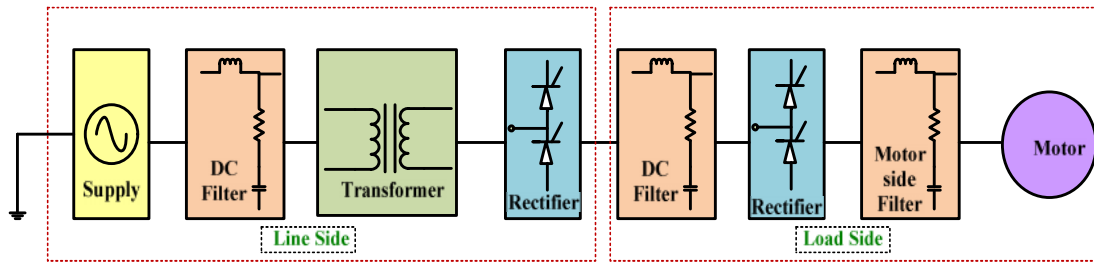 Supply
DC
Filter
Transformer
Rectifier
DC
Filter
Rectifier
Motor
side
Filter
Motor
Line Side
Load Side